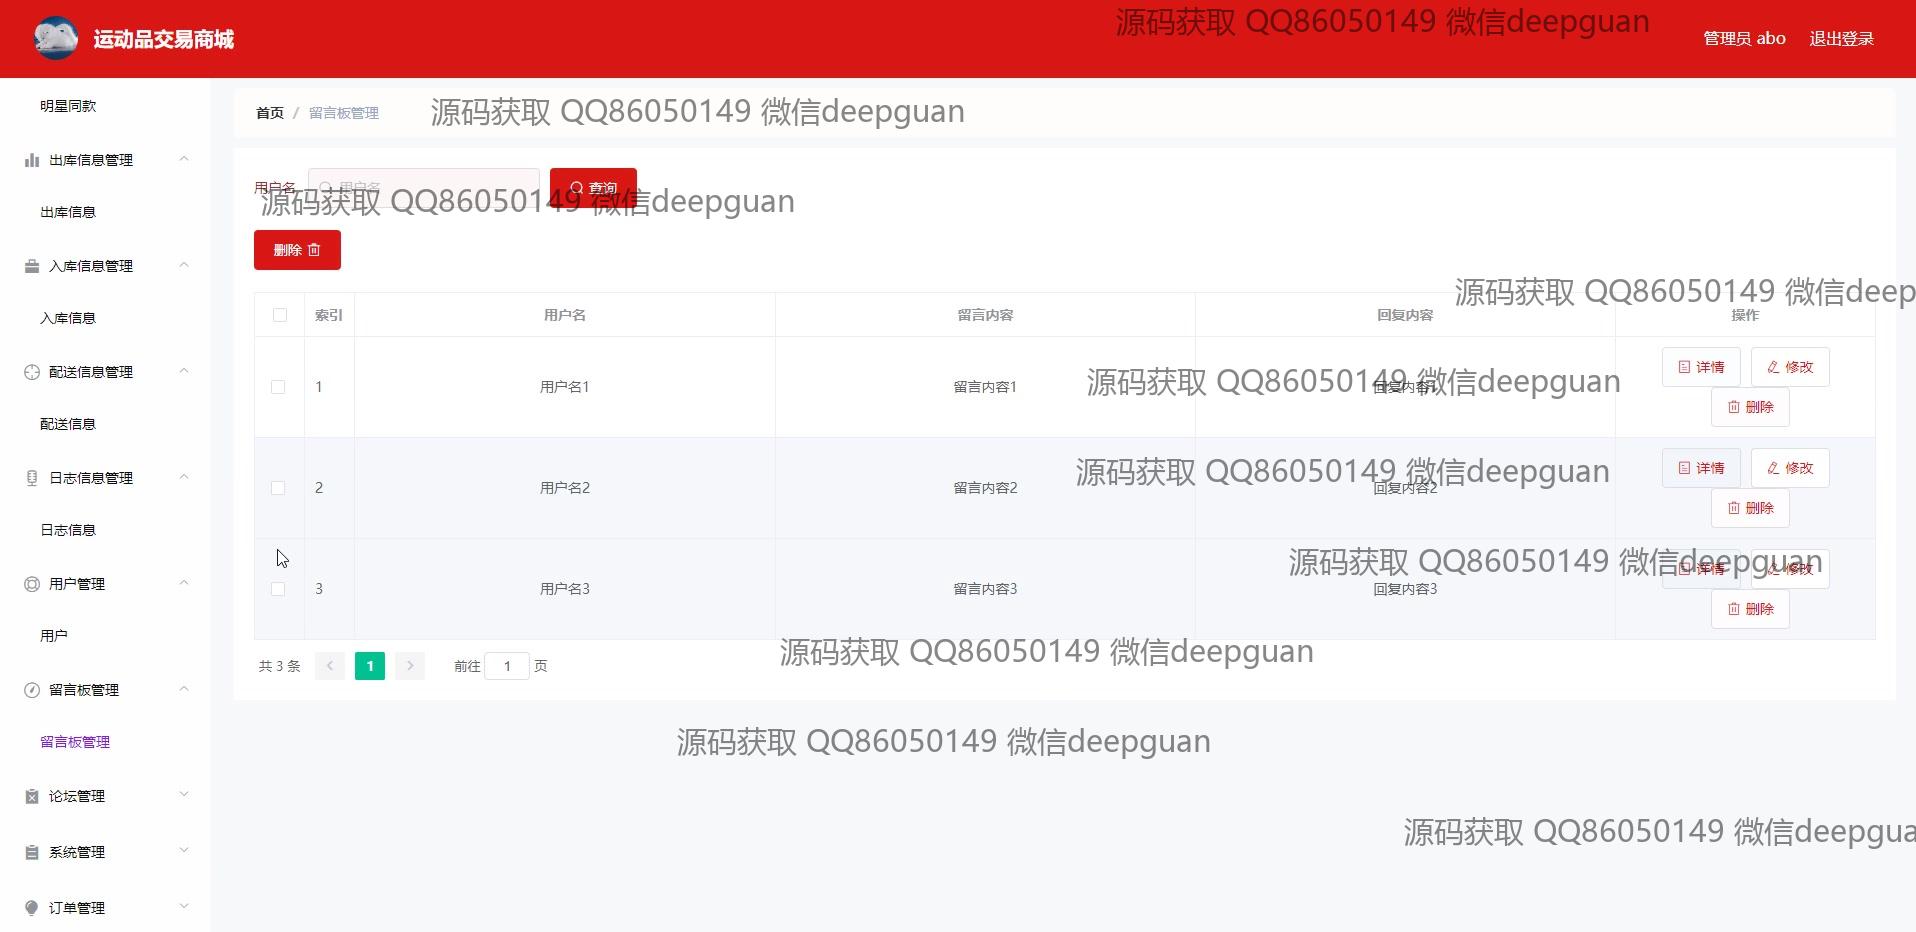 运动品交易商城
源码获取 QQ86050149 微信deepguan
管理员 abo
退出登录
明星同款
出库信息管理
出库信息
入库信息管理
入库信息
配送信息管理
配送信息
日志信息管理
日志信息
用户管理
用户
留言板管理
留言板管理
论坛管理
系统管理
订单管理
首页 / 留言板管理
源码获取 QQ86050149 微信deepguan
用户名
用户名
查询
源码获取 QQ86050149 微信deepguan
删除
源码获取 QQ86050149 微信deep
索引 用户名 留言内容 回复内容 操作
1 用户名1 留言内容1 回复内容1
详情 修改
删除
源码获取 QQ86050149 微信deepguan
2 用户名2 留言内容2 回复内容2
详情 修改
删除
源码获取 QQ86050149 微信deepguan
3 用户名3 留言内容3 回复内容3
详情 修改
删除
源码获取 QQ86050149 微信deepguan
共 3 条 1 前往 1 页
源码获取 QQ86050149 微信deepguan
源码获取 QQ86050149 微信deepguan
源码获取 QQ86050149 微信deepgua